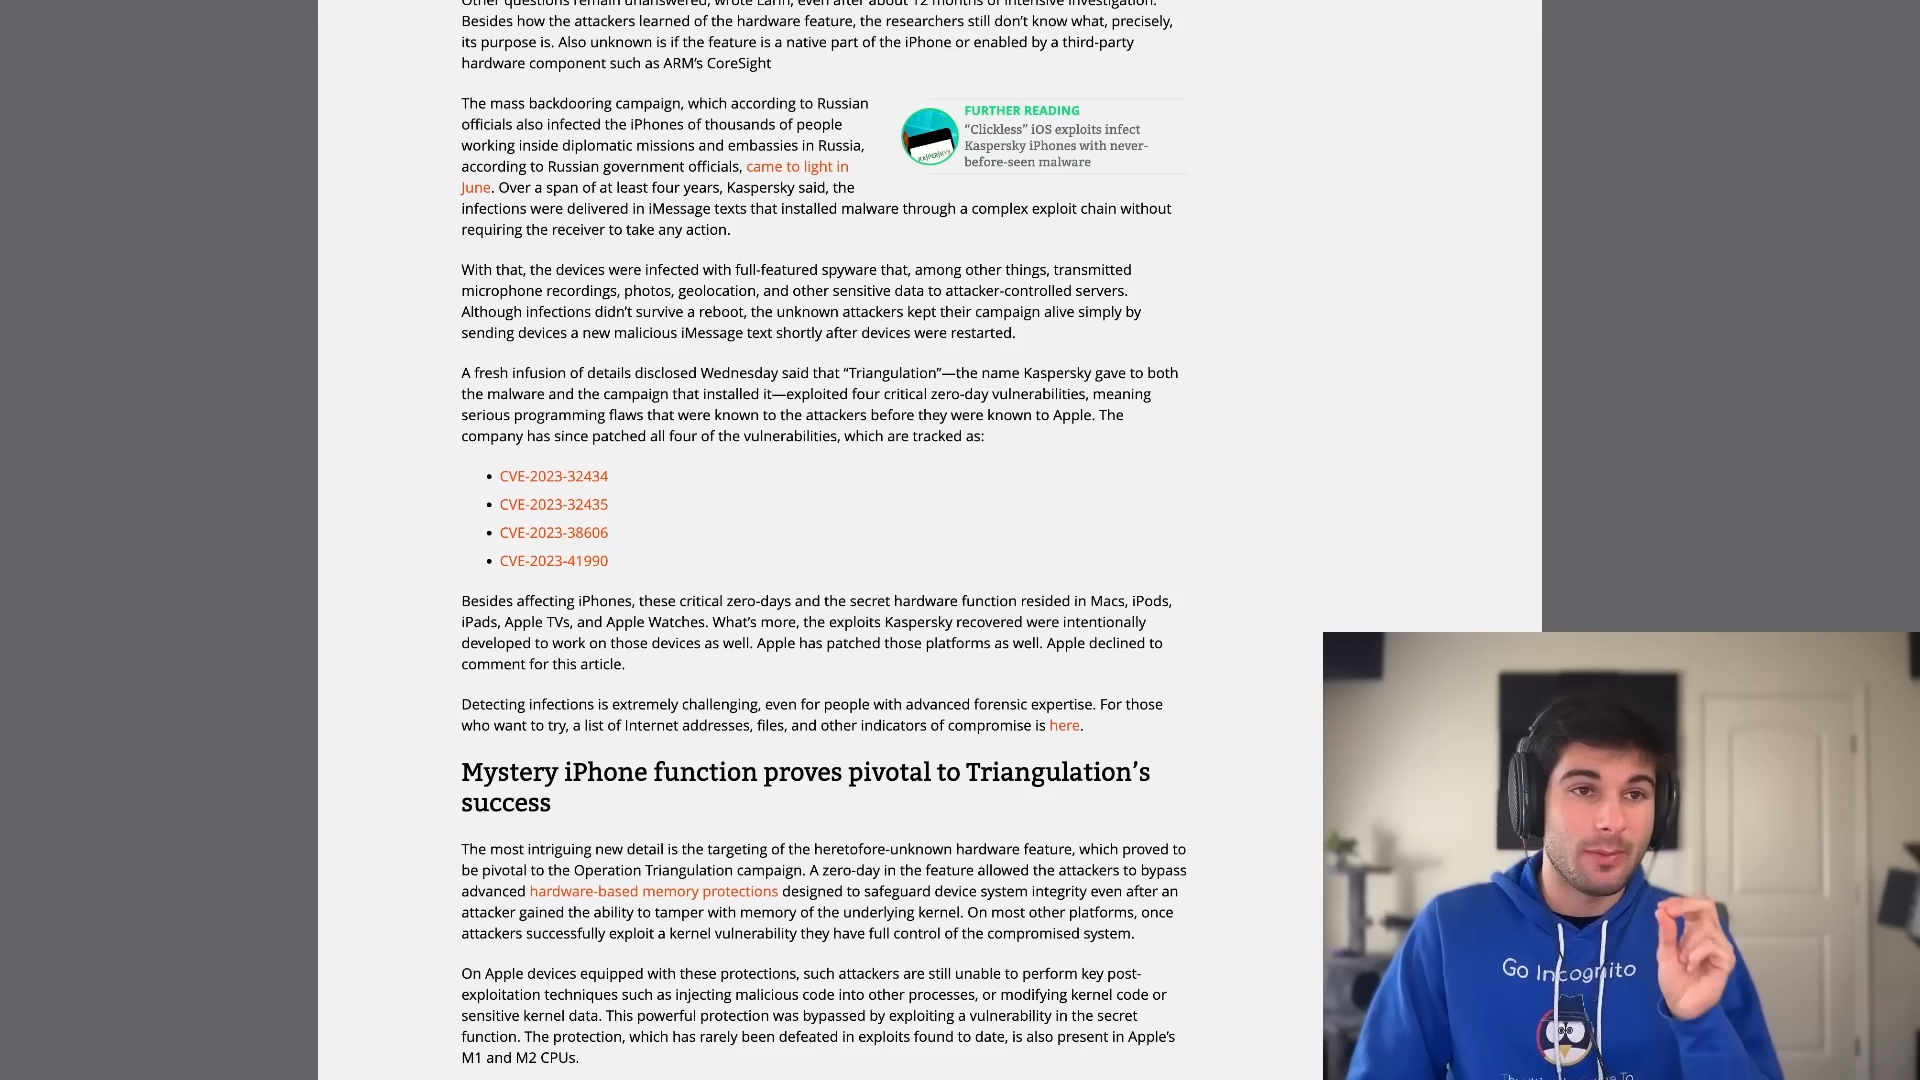 Other questions remain unanswered, wrote Larin, even after about 12 months of intensive investigation.
Besides how the attackers learned of the hardware feature, the researchers still don’t know what, precisely,
its purpose is. Also unknown is if the feature is a native part of the iPhone or enabled by a third-party
hardware component such as ARM’s CoreSight
The mass backdooring campaign, which according to Russian
officials also infected the iPhones of thousands of people
working inside diplomatic missions and embassies in Russia,
according to Russian government officials, came to light in
June. Over a span of at least four years, Kaspersky said, the
infections were delivered in iMessage texts that installed malware through a complex exploit chain without
requiring the receiver to take any action.
FURTHER READING
“Clickless” iOS exploits infect
Kaspersky iPhones with never-
before-seen malware
With that, the devices were infected with full-featured spyware that, among other things, transmitted
microphone recordings, photos, geolocation, and other sensitive data to attacker-controlled servers.
Although infections didn’t survive a reboot, the unknown attackers kept their campaign alive simply by
sending devices a new malicious iMessage text shortly after devices were restarted.
A fresh infusion of details disclosed Wednesday said that “Triangulation”—the name Kaspersky gave to both
the malware and the campaign that installed it—exploited four critical zero-day vulnerabilities, meaning
serious programming flaws that were known to the attackers before they were known to Apple. The
company has since patched all four of the vulnerabilities, which are tracked as:
• CVE-2023-32434
• CVE-2023-32435
• CVE-2023-38606
• CVE-2023-41990
Besides affecting iPhones, these critical zero-days and the secret hardware function resided in Macs, iPods,
iPads, Apple TVs, and Apple Watches. What’s more, the exploits Kaspersky recovered were intentionally
developed to work on those devices as well. Apple has patched those platforms as well. Apple declined to
comment for this article.
Detecting infections is extremely challenging, even for people with advanced forensic expertise. For those
who want to try, a list of Internet addresses, files, and other indicators of compromise is here.
Mystery iPhone function proves pivotal to Triangulation’s
success
The most intriguing new detail is the targeting of the heretofore-unknown hardware feature, which proved to
be pivotal to the Operation Triangulation campaign. A zero-day in the feature allowed the attackers to bypass
advanced hardware-based memory protections designed to safeguard device system integrity even after an
attacker gained the ability to tamper with memory of the underlying kernel. On most other platforms, once
attackers successfully exploit a kernel vulnerability they have full control of the compromised system.
On Apple devices equipped with these protections, such attackers are still unable to perform key post-
exploitation techniques such as injecting malicious code into other processes, or modifying kernel code or
sensitive kernel data. This powerful protection was bypassed by exploiting a vulnerability in the secret
function. The protection, which has rarely been defeated in exploits found to date, is also present in Apple’s
M1 and M2 CPUs.
Go Incognito